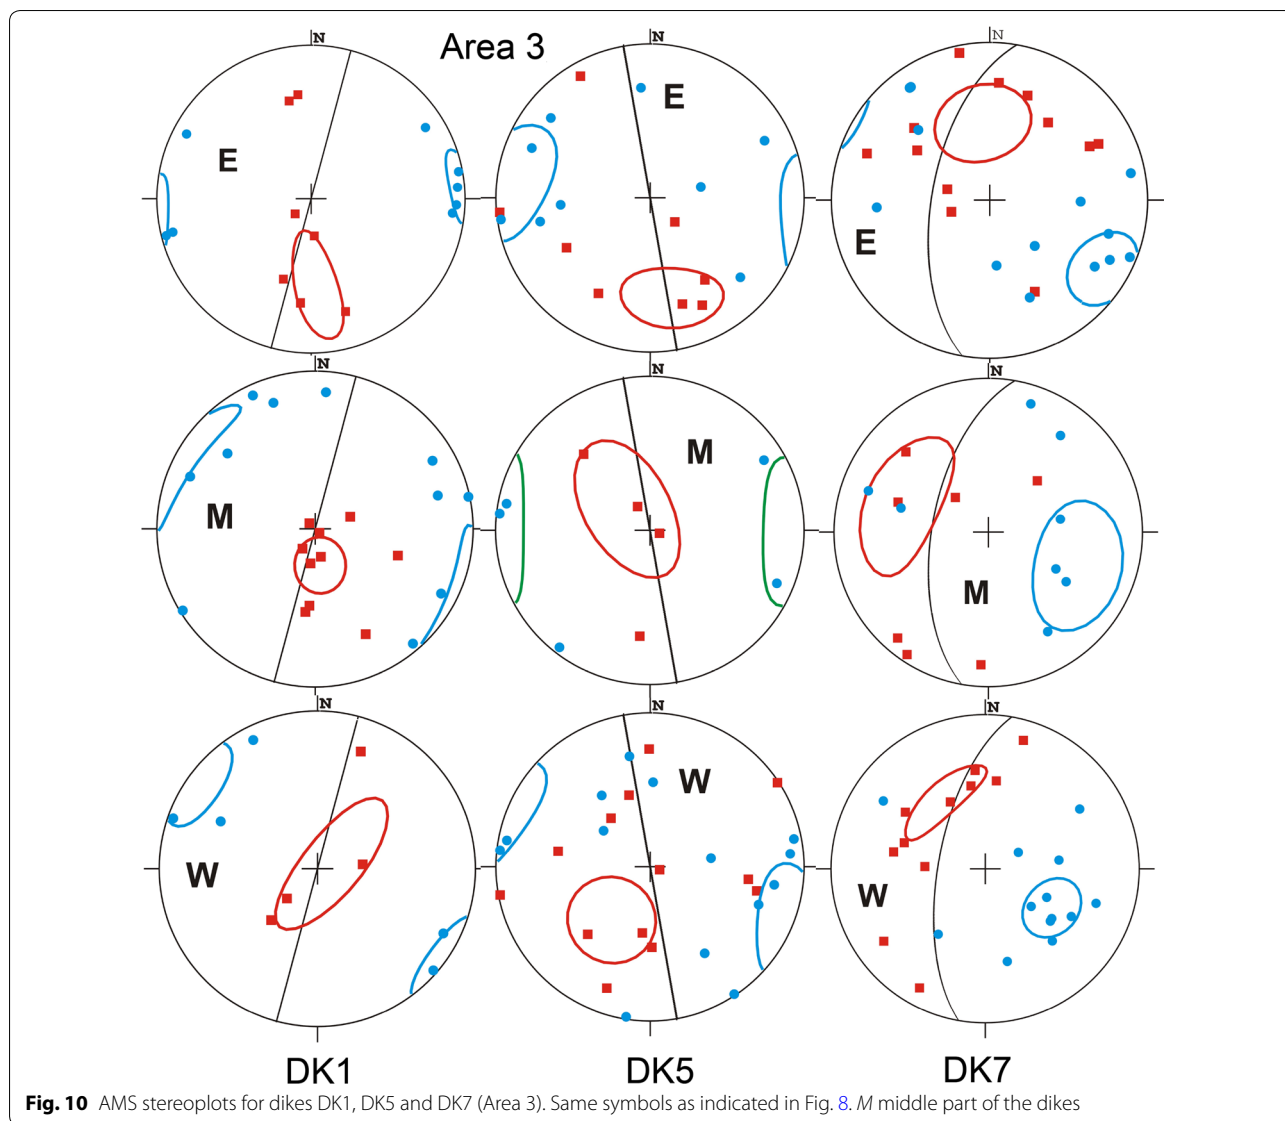 Area 3
N
N
N
E
E
E
N
N
N
M
M
M
N
N
N
W
W
W
DK1
DK5
DK7
Fig. 10 AMS stereoplots for dikes DK1, DK5 and DK7 (Area 3). Same symbols as indicated in Fig. 8. M middle part of the dikes